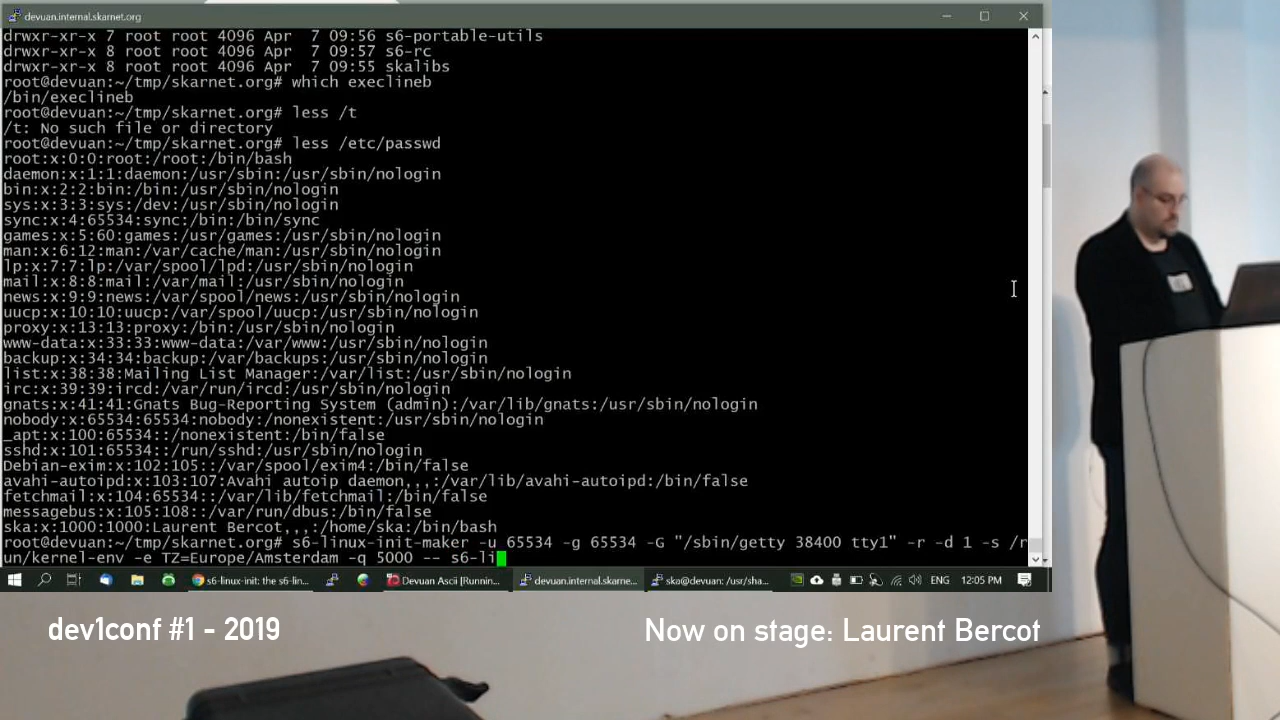 devuan.internal.skarnet.org
drwxr-xr-x 7 root root 4096 Apr  7 09:56 s6-portable-utils
drwxr-xr-x 8 root root 4096 Apr  7 09:57 s6-rc
drwxr-xr-x 8 root root 4096 Apr  7 09:55 skalibs
root@devuan:~/tmp/skarnet.org# which execlineb
/bin/execlineb
root@devuan:~/tmp/skarnet.org# less /t
/t: No such file or directory
root@devuan:~/tmp/skarnet.org# less /etc/passwd
root:x:0:0:root:/root:/bin/bash
daemon:x:1:1:daemon:/usr/sbin:/usr/sbin/nologin
bin:x:2:2:bin:/bin:/usr/sbin/nologin
sys:x:3:3:sys:/dev:/usr/sbin/nologin
sync:x:4:65534:sync:/bin:/bin/sync
games:x:5:60:games:/usr/games:/usr/sbin/nologin
man:x:6:12:man:/var/cache/man:/usr/sbin/nologin
lp:x:7:7:lp:/var/spool/lpd:/usr/sbin/nologin
mail:x:8:8:mail:/var/mail:/usr/sbin/nologin
news:x:9:9:news:/var/spool/news:/usr/sbin/nologin
uucp:x:10:10:uucp:/var/spool/uucp:/usr/sbin/nologin
proxy:x:13:13:proxy:/bin:/usr/sbin/nologin
www-data:x:33:33:www-data:/var/www:/usr/sbin/nologin
backup:x:34:34:backup:/var/backups:/usr/sbin/nologin
list:x:38:38:Mailing List Manager:/var/list:/usr/sbin/nologin
irc:x:39:39:ircd:/var/run/ircd:/usr/sbin/nologin
gnats:x:41:41:Gnats Bug-Reporting System (admin):/var/lib/gnats:/usr/sbin/nologin
nobody:x:65534:65534:nobody:/nonexistent:/usr/sbin/nologin
_apt:x:100:65534::/nonexistent:/bin/false
sshd:x:101:65534::/run/sshd:/usr/sbin/nologin
Debian-exim:x:102:105::/var/spool/exim4:/bin/false
avahi-autoipd:x:103:107:Avahi autoip daemon,,,:/var/lib/avahi-autoipd:/bin/false
fetchmail:x:104:65534::/var/lib/fetchmail:/bin/false
messagebus:x:105:108::/var/run/dbus:/bin/false
ska:x:1000:1000:Laurent Bercot,,,:/home/ska:/bin/bash
root@devuan:~/tmp/skarnet.org# s6-linux-init-maker -u 65534 -g 65534 -G "/sbin/getty 38400 tty1" -r -d 1 -s /r
un/kernel-env -e TZ=Europe/Amsterdam -q 5000 -- s6-li
s6-linux-init: the s6-lin... Devuan Ascii [Runnin... devuan.internal.skarne... ska@devuan: /usr/sha... ENG 12:05 PM
dev1conf #1 - 2019
Now on stage: Laurent Bercot